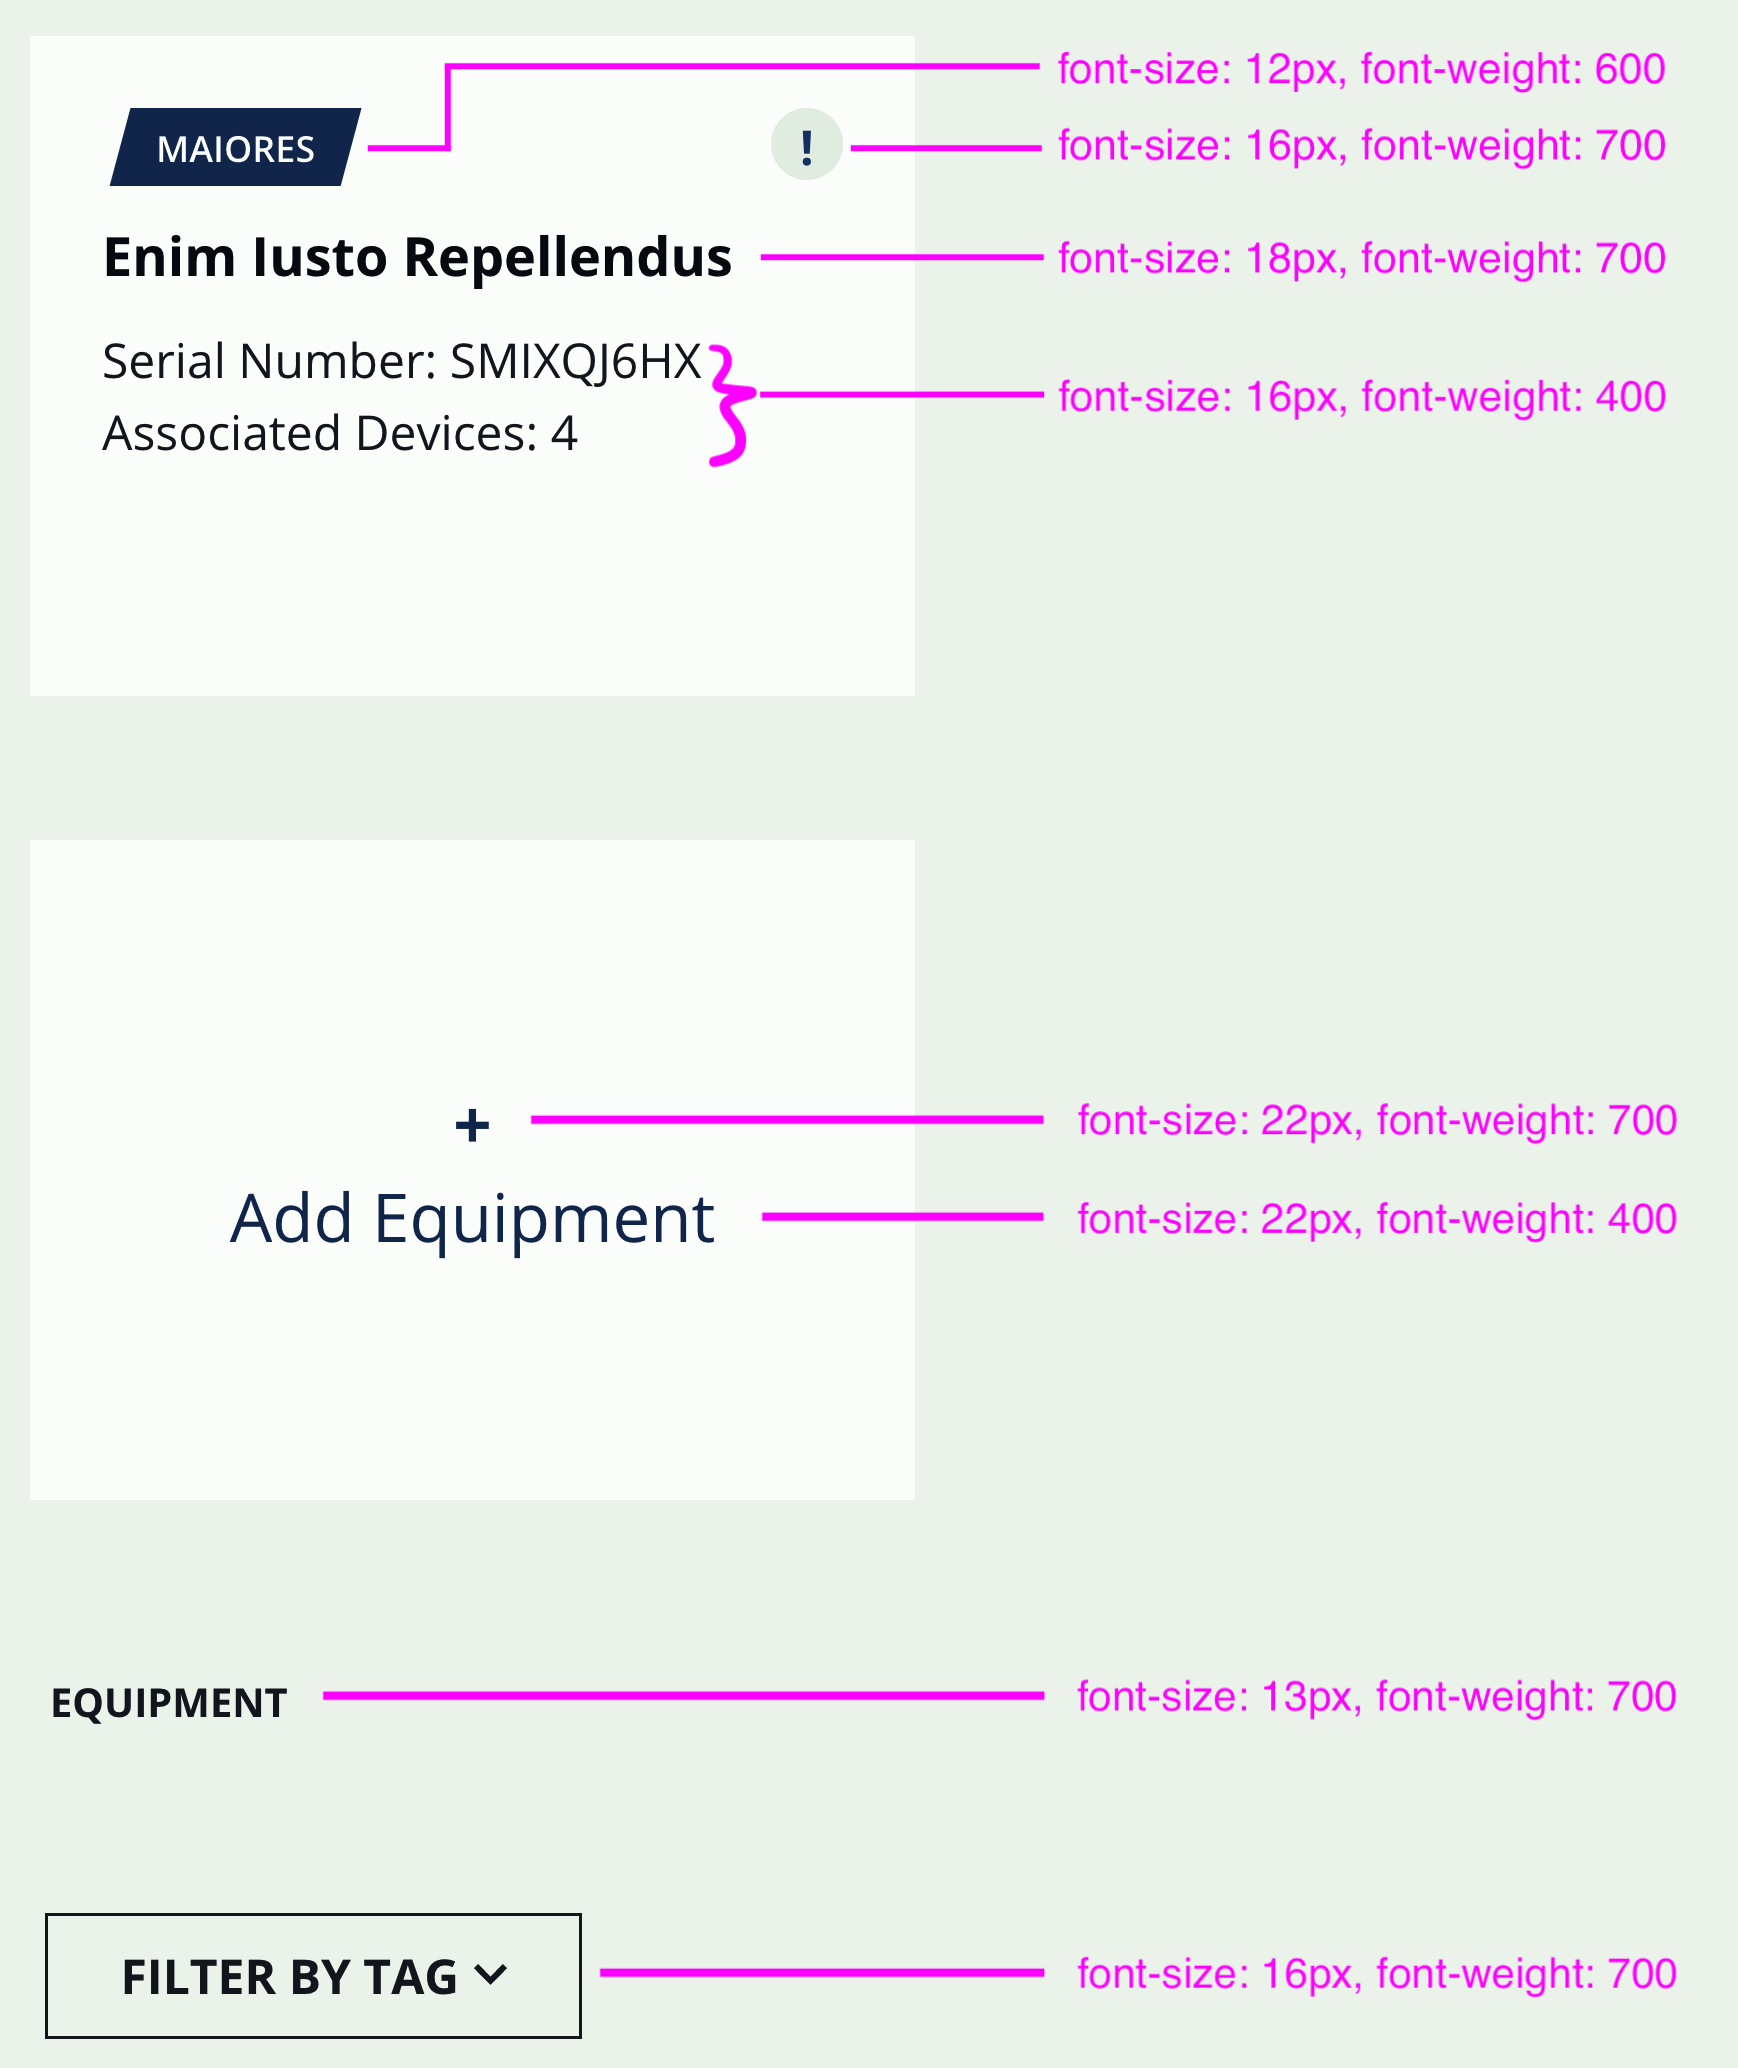 font-size: 12px, font-weight: 600
MAIORES
!
font-size: 16px, font-weight: 700
Enim Iusto Repellendus
font-size: 18px, font-weight: 700
Serial Number: SMIXQJ6HX
font-size: 16px, font-weight: 400
Associated Devices: 4
+
font-size: 22px, font-weight: 700
Add Equipment
font-size: 22px, font-weight: 400
EQUIPMENT
font-size: 13px, font-weight: 700
FILTER BY TAG
font-size: 16px, font-weight: 700